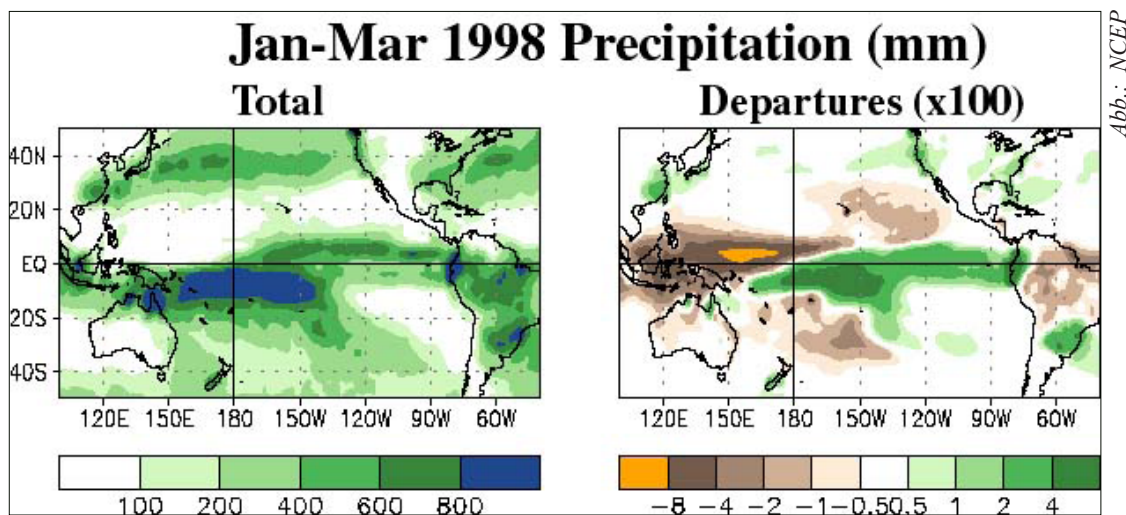 Jan-Mar 1998 Precipitation (mm)
Total
Departures (x100)
Abb.: NCEP
40N
20N
EQ
20S
40S
120E 150E 180 150W 120W 90W 60W
120E 150E 180 150W 120W 90W 60W
100 200 400 600 800
-8 -4 -2 -1 -0.5 0.5 1 2 4